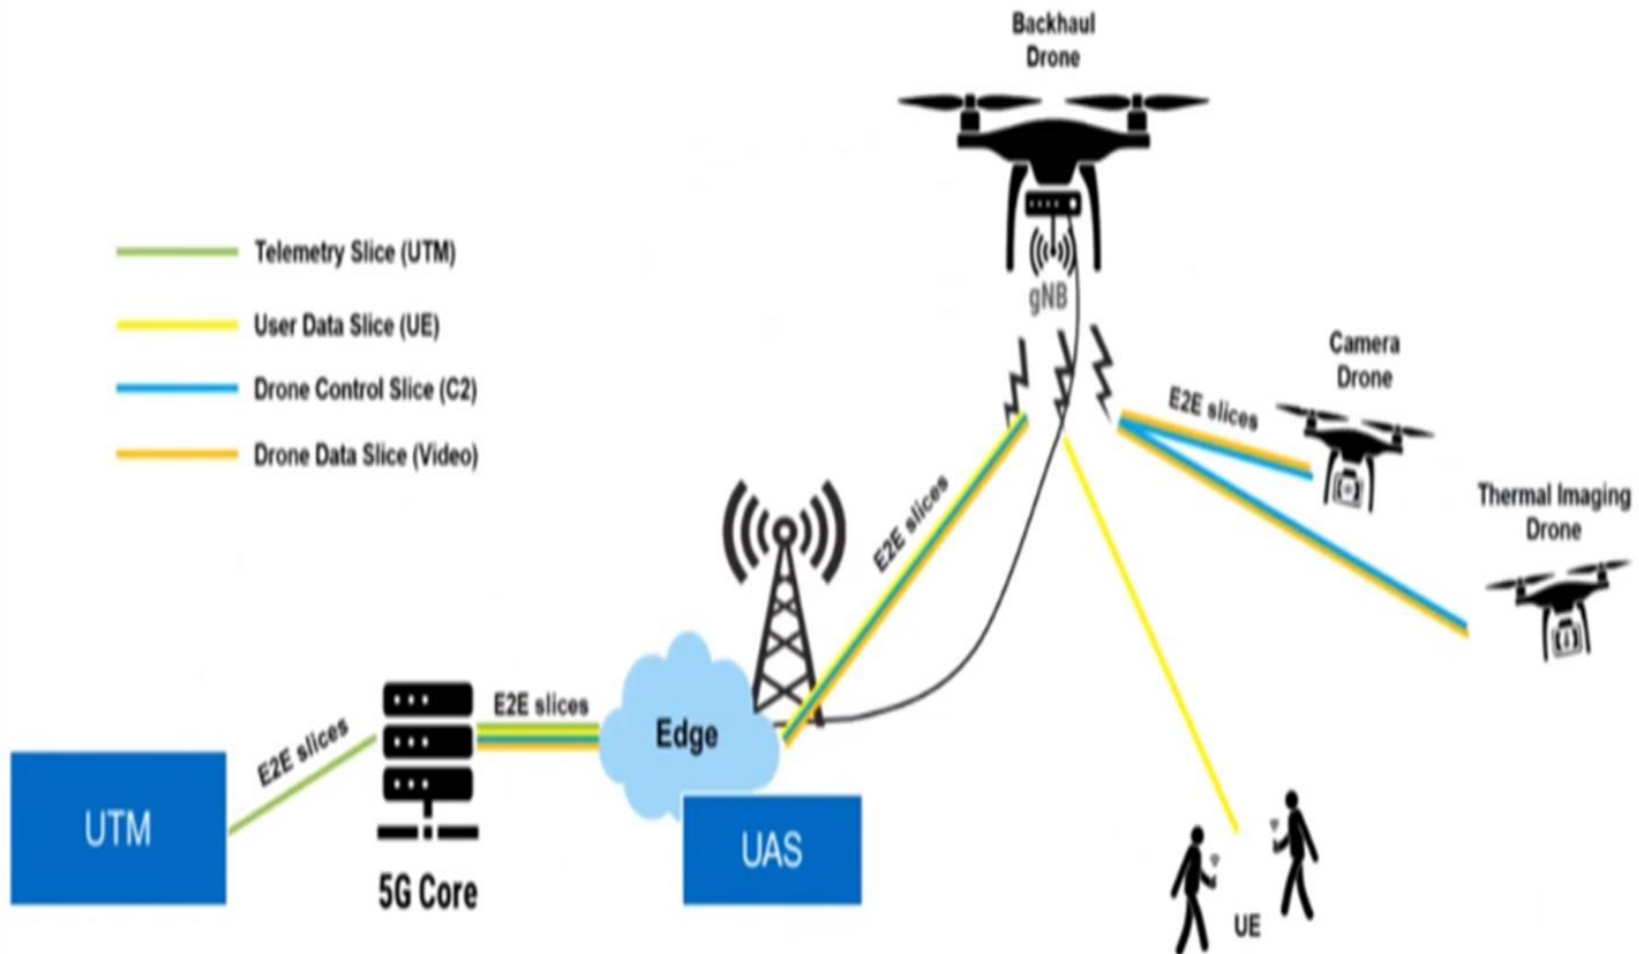 Backhaul
Drone
gNB
Telemetry Slice (UTM)
User Data Slice (UE)
Drone Control Slice (C2)
Drone Data Slice (Video)
Camera
Drone
E2E slices
Thermal Imaging
Drone
E2E slices
E2E slices
E2E slices
Edge
UTM
UAS
5G Core
UE